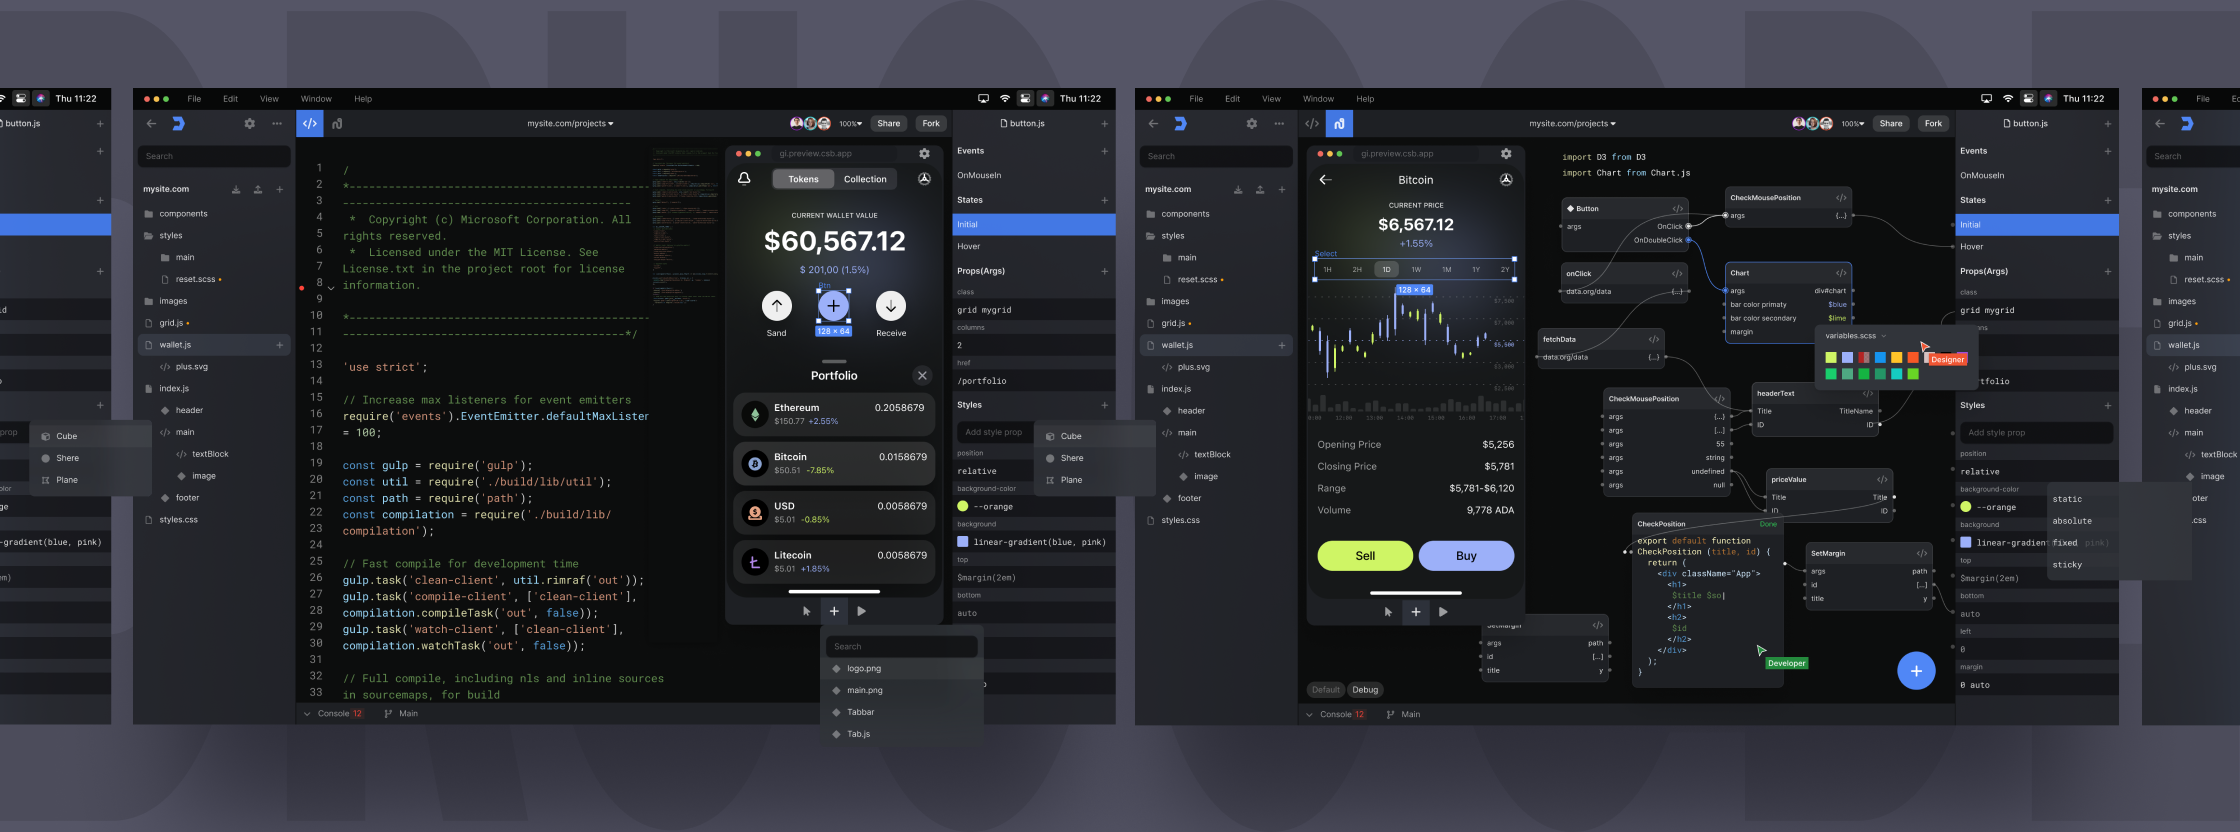 Thu 11:22
button.js
Cube
Shere
Plane
-gradient(blue, pink)
File Edit View Window Help
Thu 11:22
Search
mysite.com
components
styles
main
reset.scss
images
grid.js
wallet.js
plus.svg
index.js
header
main
textBlock
image
footer
styles.css
mysite.com/projects
100%
Share
Fork
1 /
2 *
3
4 * Copyright (c) Microsoft Corporation. All
5 rights reserved.
6 * Licensed under the MIT License. See
7 License.txt in the project root for license
8 information.
9
10 *
11 */
12
13 'use strict';
14
15 // Increase max listeners for event emitters
16 require('events').EventEmitter.defaultMaxListen
17 = 100;
18
19 const gulp = require('gulp');
20 const util = require('./build/lib/util');
21 const path = require('path');
22 const compilation = require('./build/lib/
23 compilation');
24
25 // Fast compile for development time
26 gulp.task('clean-client', util.rimraf('out'));
27 gulp.task('compile-client', ['clean-client'],
28 compilation.compileTask('out', false));
29 gulp.task('watch-client', ['clean-client'],
30 compilation.watchTask('out', false));
31
32 // Full compile, including nls and inline sources
33 in sourcemaps, for build
Console 12 Main
gi.preview.csb.app
Tokens
Collection
CURRENT WALLET VALUE
$60,567.12
$ 201,00 (1.5%)
Btn
128 × 64
Sand
Receive
Portfolio
Ethereum 0.2058679
$150.77 +2.55%
Bitcoin 0.0158679
$50.51 -7.85%
USD 0.0058679
$5.01 -0.85%
Litecoin 0.0058679
$5.01 +1.85%
Search
logo.png
main.png
Tabbar
Tab.js
button.js
Events
OnMouseIn
States
Initial
Hover
Props(Args)
class
grid mygrid
columns
2
href
/portfolio
Styles
Add style prop
position
relative
background-color
--orange
background
linear-gradient(blue, pink)
top
$margin(2em)
bottom
auto
Cube
Shere
Plane
File Edit View Window Help
Thu 11:22
Search
mysite.com
components
styles
main
reset.scss
images
grid.js
wallet.js
plus.svg
index.js
header
main
textBlock
image
footer
styles.css
mysite.com/projects
100%
Share
Fork
gi.preview.csb.app
Bitcoin
CURRENT PRICE
$6,567.12
+1.55%
Select
1H 2H 1D 1W 1M 1Y 2Y
128 × 64
Opening Price $5,256
Closing Price $5,781
Range $5,781-$6,120
Volume 9,778 ADA
Sell
Buy
Default
Debug
Console 12 Main
import D3 from D3
import Chart from Chart.js
Button
args
OnClick
OnDoubleClick
CheckMousePosition
args {...}
onClick
data.org/data {...}
Chart
args div#chart
bar color primaty $blue
bar color secondary $lime
margin
variables.scss
Designer
fetchData
data.org/data {...}
CheckMousePosition
args {...}
args [...]
args 55
args string
args undefined
args null
headerText
Title TitleName
ID ID
priceValue
Title Title
ID ID
CheckPosition Done
export default function
CheckPosition (title, id) {
return (
<div className="App">
<h1>
$title $so|
</h1>
<h2>
$id
</h2>
</div>
);
}
Developer
SetMargin
args path
id [...]
title y
SetMargin
args path
id [...]
title y
button.js
Events
OnMouseIn
States
Initial
Hover
Props(Args)
class
grid mygrid
Styles
Add style prop
position
relative
background-color
--orange
background
linear-gradient
top
$margin(2em)
bottom
auto
left
0
margin
0 auto
static
absolute
fixed
sticky
File
Search
mysite.com
components
styles
main
reset.scss
images
grid.js
wallet.js
plus.svg
index.js
header
main
textBlock
image